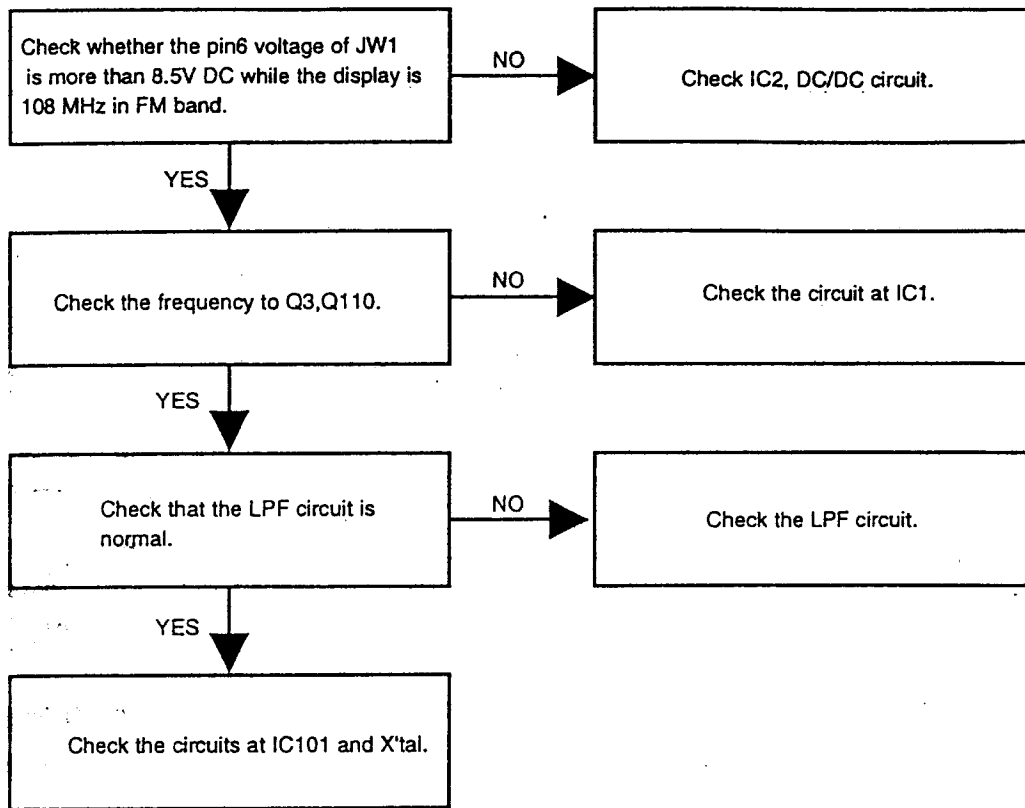 Check whether the pin6 voltage of JW1
is more than 8.5V DC while the display is
108 MHz in FM band.
NO
Check IC2, DC/DC circuit.
YES
Check the frequency to Q3,Q110.
NO
Check the circuit at IC1.
YES
Check that the LPF circuit is
normal.
NO
Check the LPF circuit.
YES
Check the circuits at IC101 and X'tal.